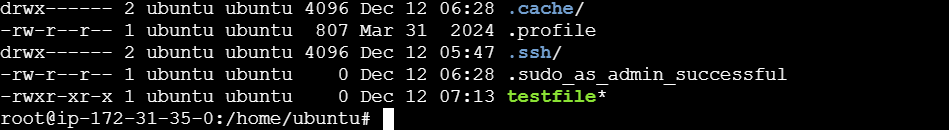 drwx------ 2 ubuntu ubuntu 4096 Dec 12 06:28 .cache/
-rw-r--r-- 1 ubuntu ubuntu  807 Mar 31  2024 .profile
drwx------ 2 ubuntu ubuntu 4096 Dec 12 05:47 .ssh/
-rw-r--r-- 1 ubuntu ubuntu    0 Dec 12 06:28 .sudo_as_admin_successful
-rwxr-xr-x 1 ubuntu ubuntu    0 Dec 12 07:13 testfile*
root@ip-172-31-35-0:/home/ubuntu#